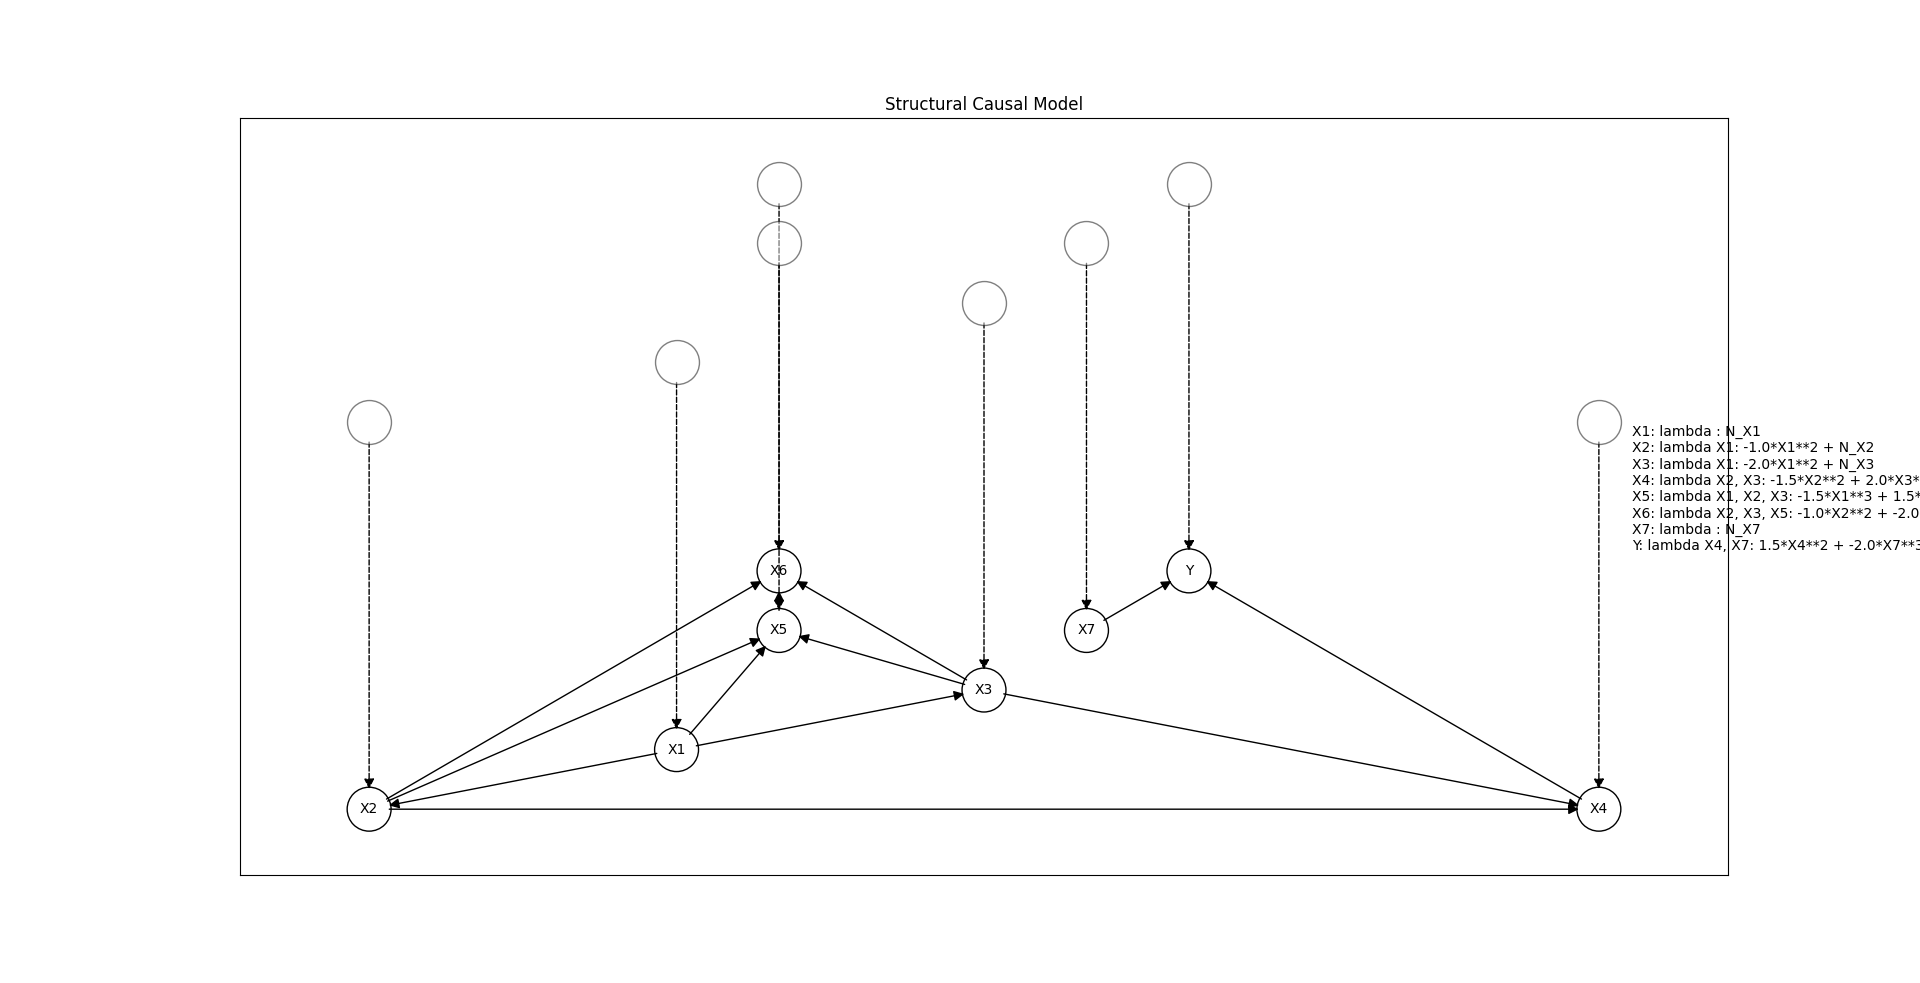 Structural Causal Model
X1: lambda : N_X1
X2: lambda X1: -1.0*X1**2 + N_X2
X3: lambda X1: -2.0*X1**2 + N_X3
X4: lambda X2, X3: -1.5*X2**2 + 2.0*X3*
X5: lambda X1, X2, X3: -1.5*X1**3 + 1.5*
X6: lambda X2, X3, X5: -1.0*X2**2 + -2.0
X7: lambda : N_X7
Y: lambda X4, X7: 1.5*X4**2 + -2.0*X7**3
X6
Y
X5
X7
X3
X1
X2
X4